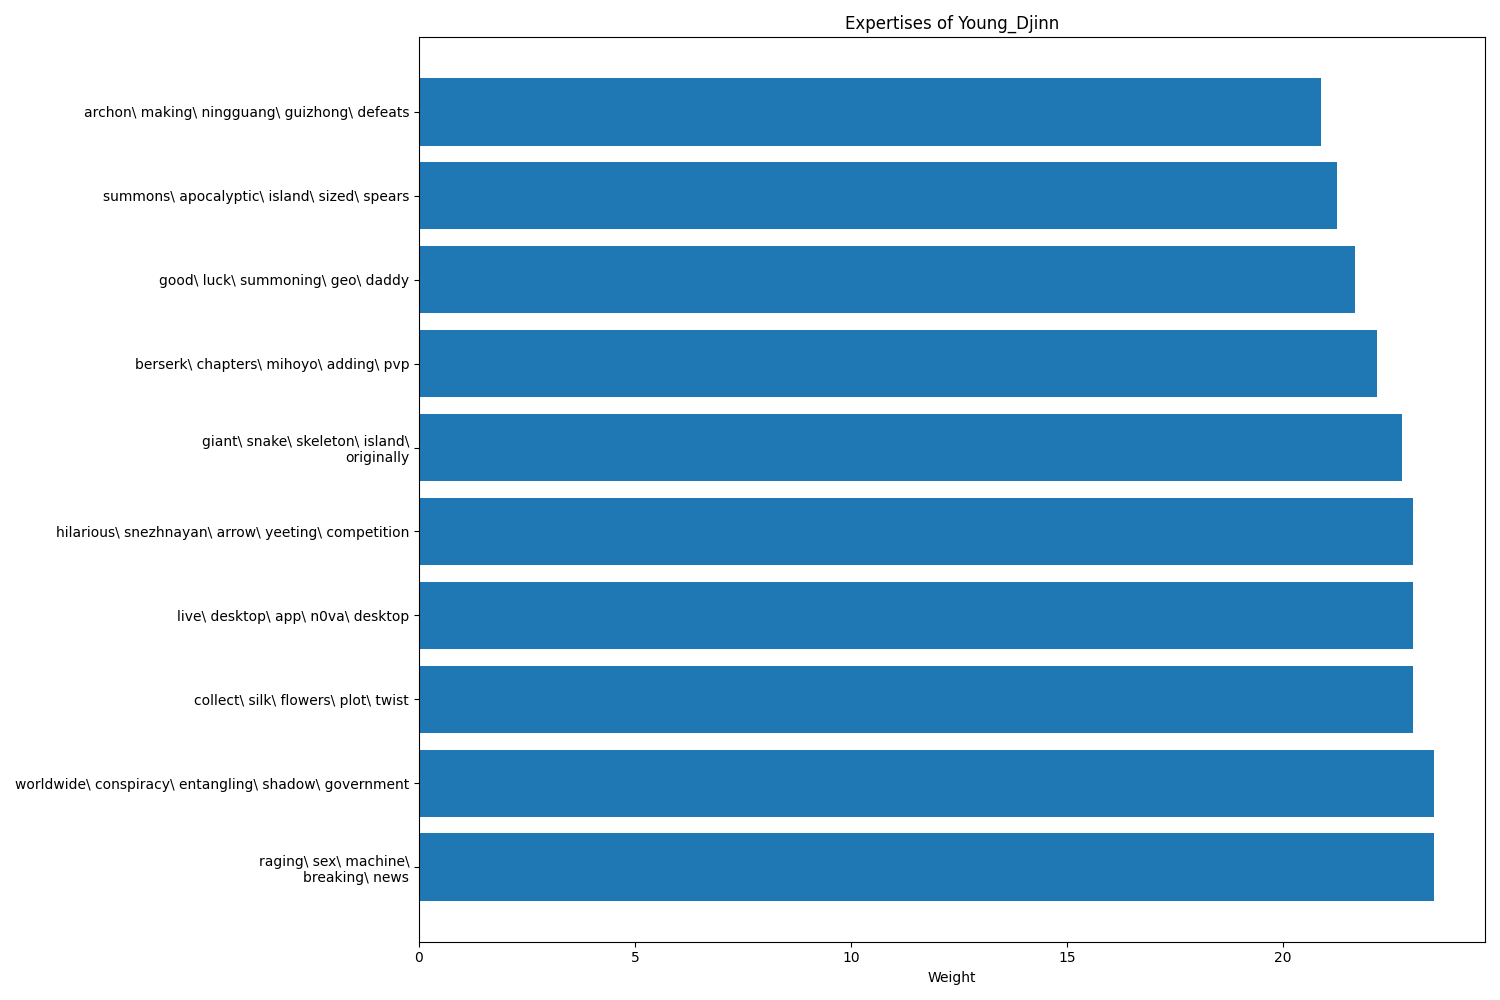 Expertises of Young_Djinn
archon\ making\ ningguang\ guizhong\ defeats
summons\ apocalyptic\ island\ sized\ spears
good\ luck\ summoning\ geo\ daddy
berserk\ chapters\ mihoyo\ adding\ pvp
giant\ snake\ skeleton\ island\
originally
hilarious\ snezhnayan\ arrow\ yeeting\ competition
live\ desktop\ app\ n0va\ desktop
collect\ silk\ flowers\ plot\ twist
worldwide\ conspiracy\ entangling\ shadow\ government
raging\ sex\ machine\
breaking\ news
0 5 10 15 20
Weight